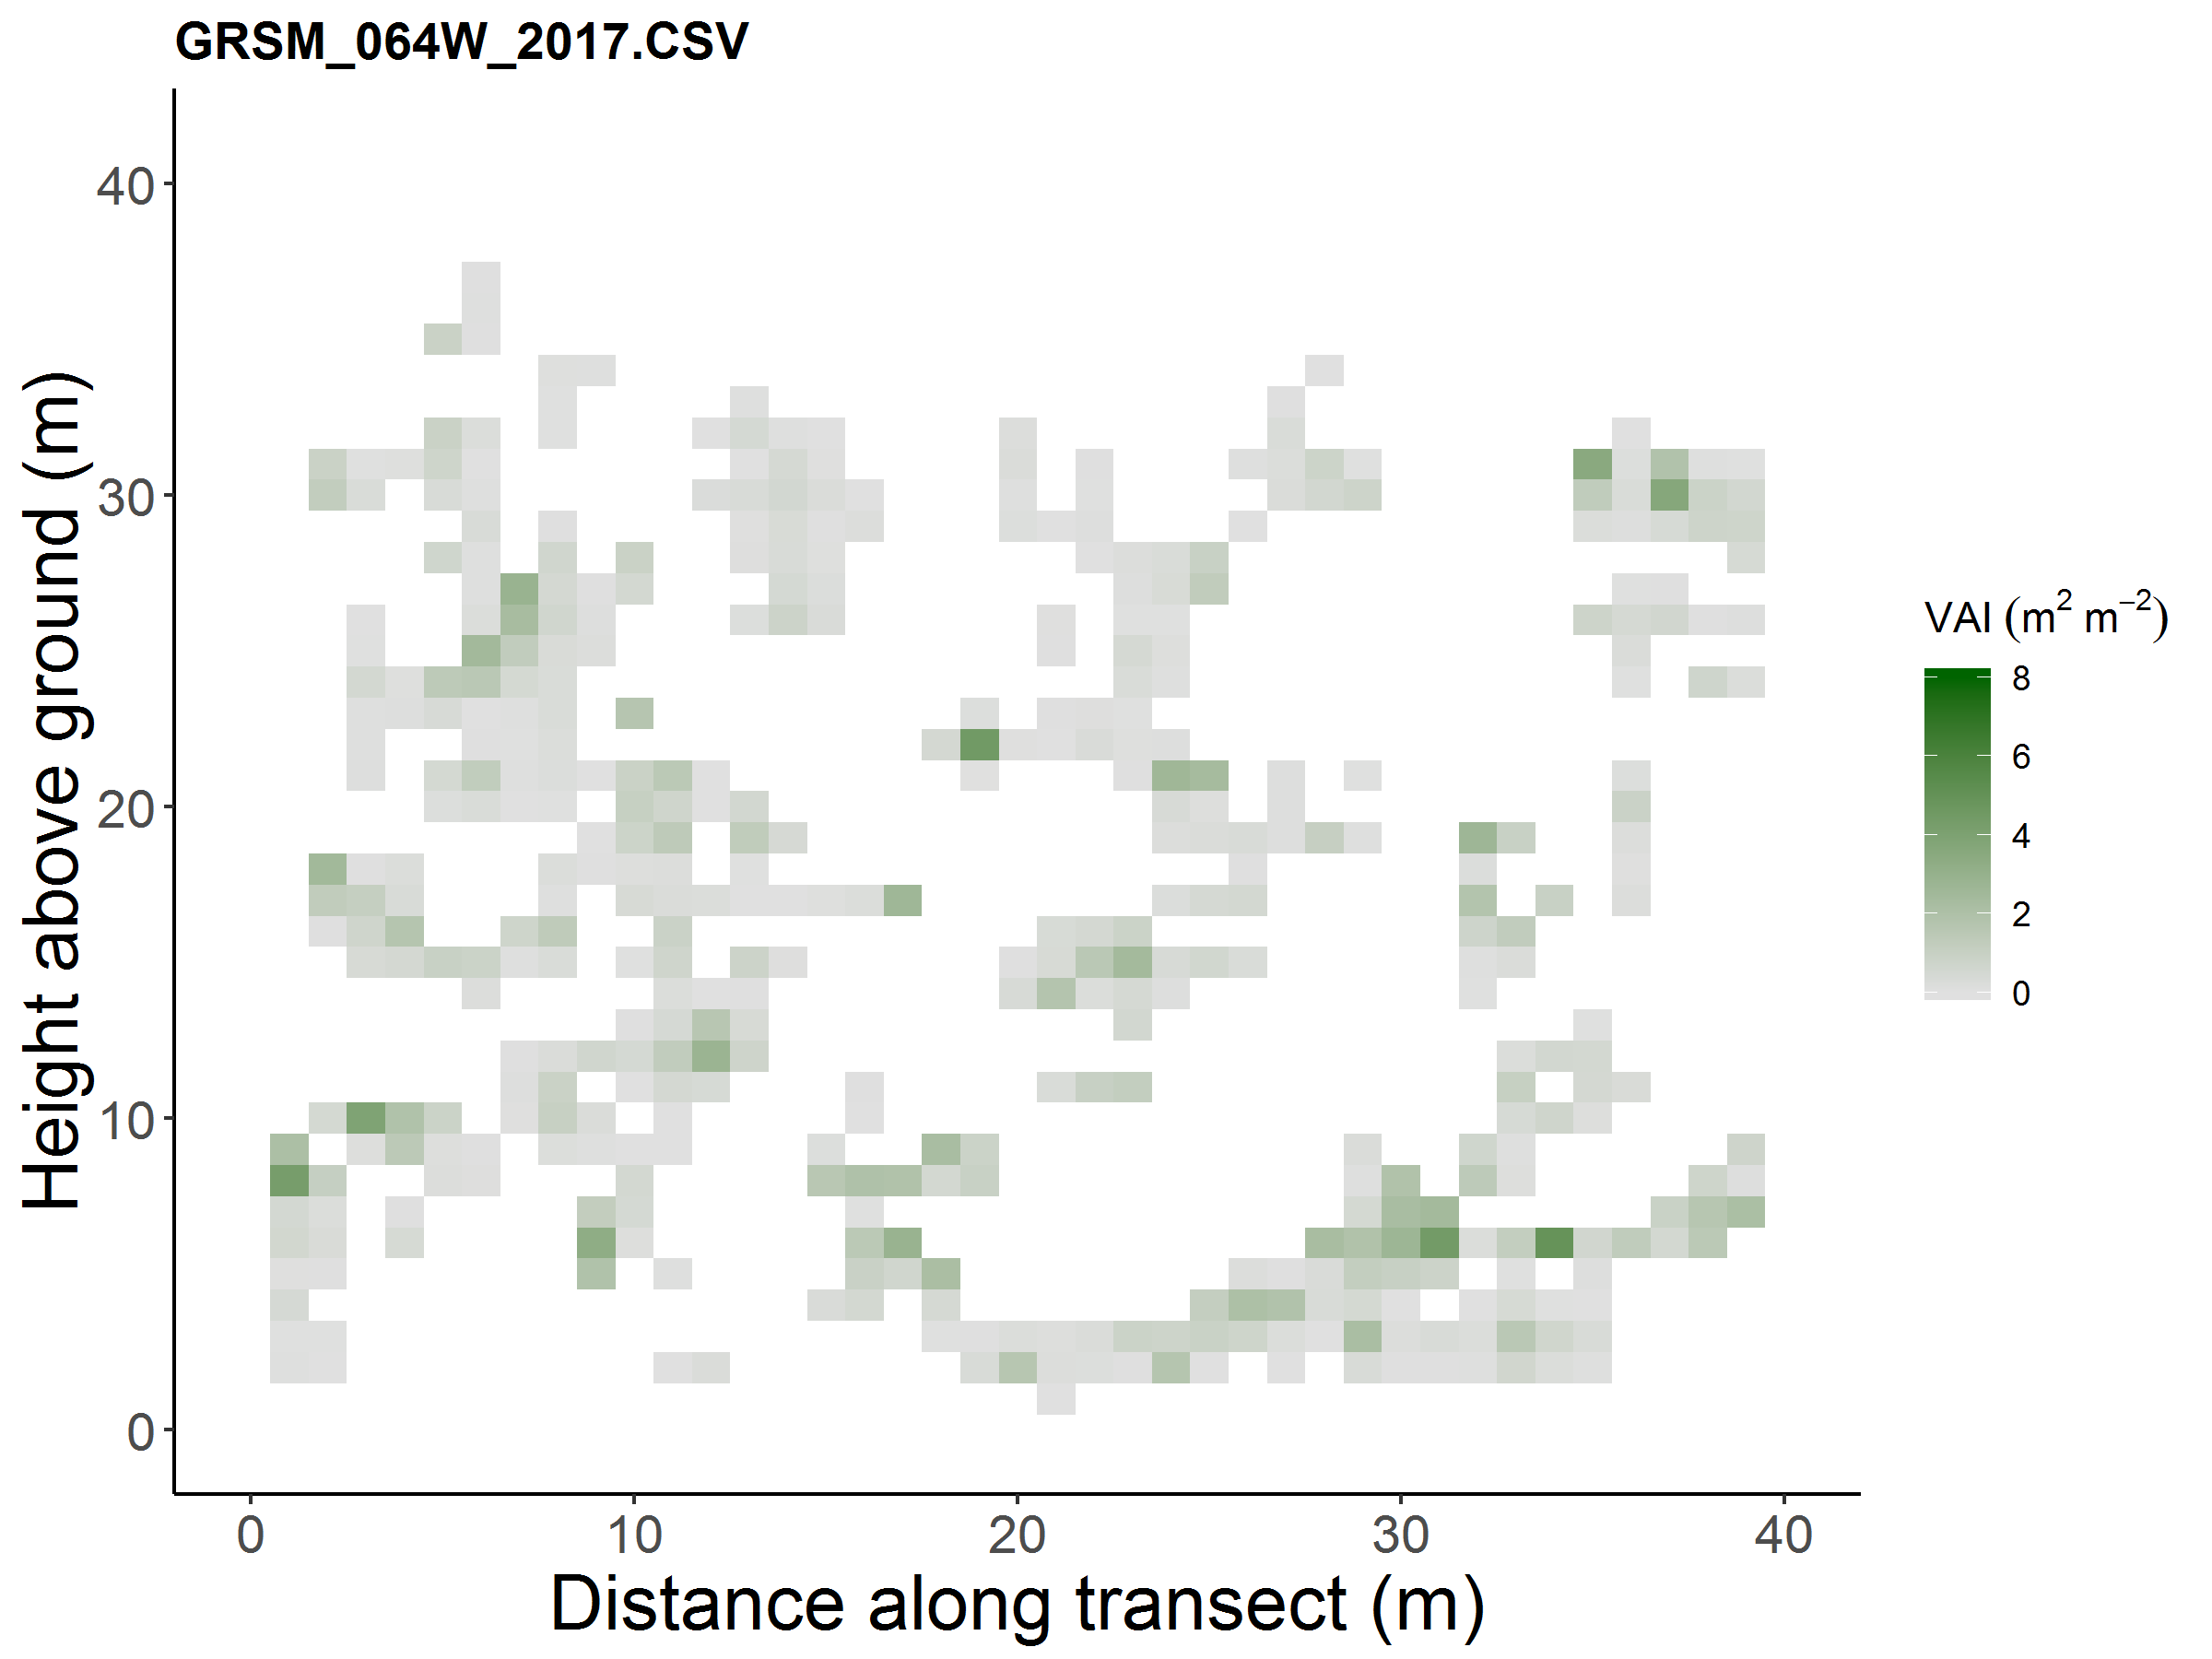 GRSM_064W_2017.CSV
Height above ground (m)
40
30
20
10
0
0 10 20 30 40
Distance along transect (m)
VAI (m² m⁻²)
8
6
4
2
0